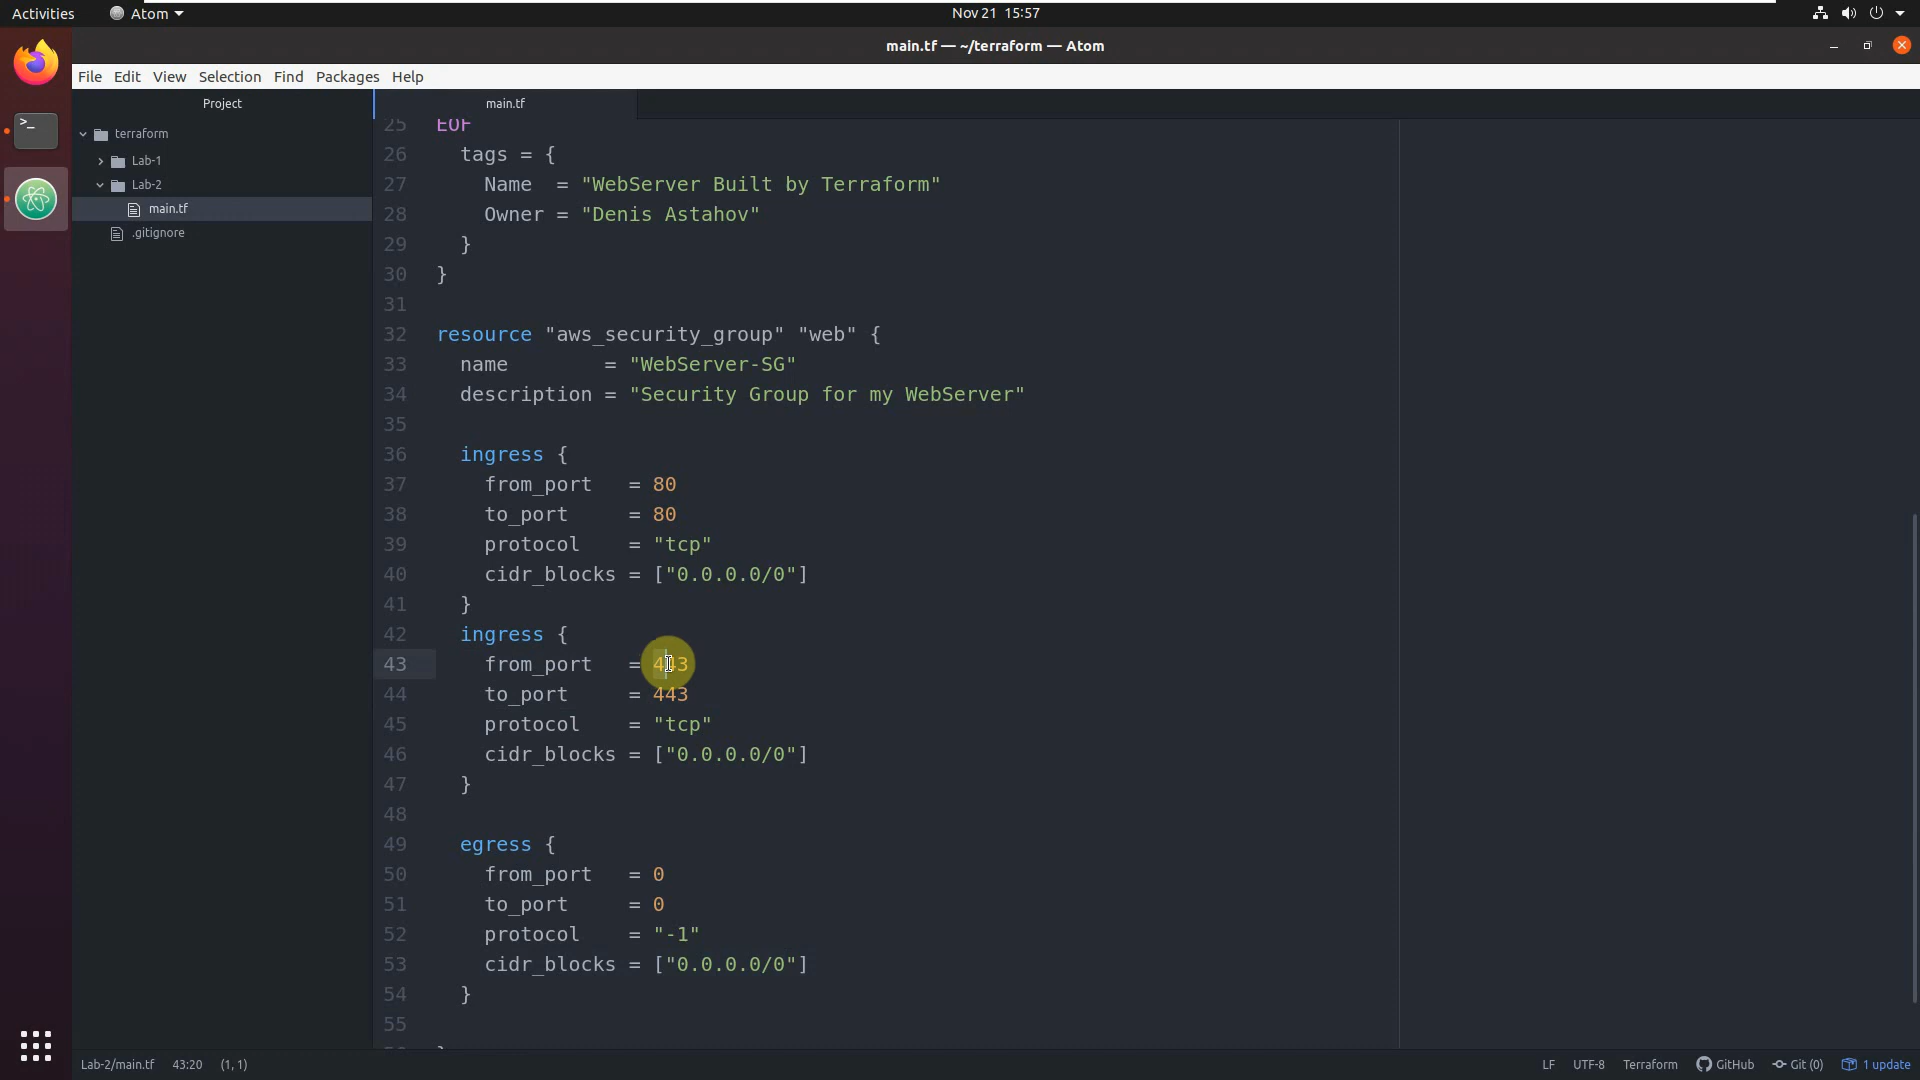 Activities
Atom
Nov 21 15:57
main.tf — ~/terraform — Atom
File Edit View Selection Find Packages Help
Project
main.tf
terraform
Lab-1
Lab-2
main.tf
.gitignore
25 EOF
26 tags = {
27 Name = "WebServer Built by Terraform"
28 Owner = "Denis Astahov"
29 }
30 }
31
32 resource "aws_security_group" "web" {
33 name = "WebServer-SG"
34 description = "Security Group for my WebServer"
35
36 ingress {
37 from_port = 80
38 to_port = 80
39 protocol = "tcp"
40 cidr_blocks = ["0.0.0.0/0"]
41 }
42 ingress {
43 from_port = 443
44 to_port = 443
45 protocol = "tcp"
46 cidr_blocks = ["0.0.0.0/0"]
47 }
48
49 egress {
50 from_port = 0
51 to_port = 0
52 protocol = "-1"
53 cidr_blocks = ["0.0.0.0/0"]
54 }
55
Lab-2/main.tf 43:20 (1, 1)
LF UTF-8 Terraform GitHub Git (0) 1 update